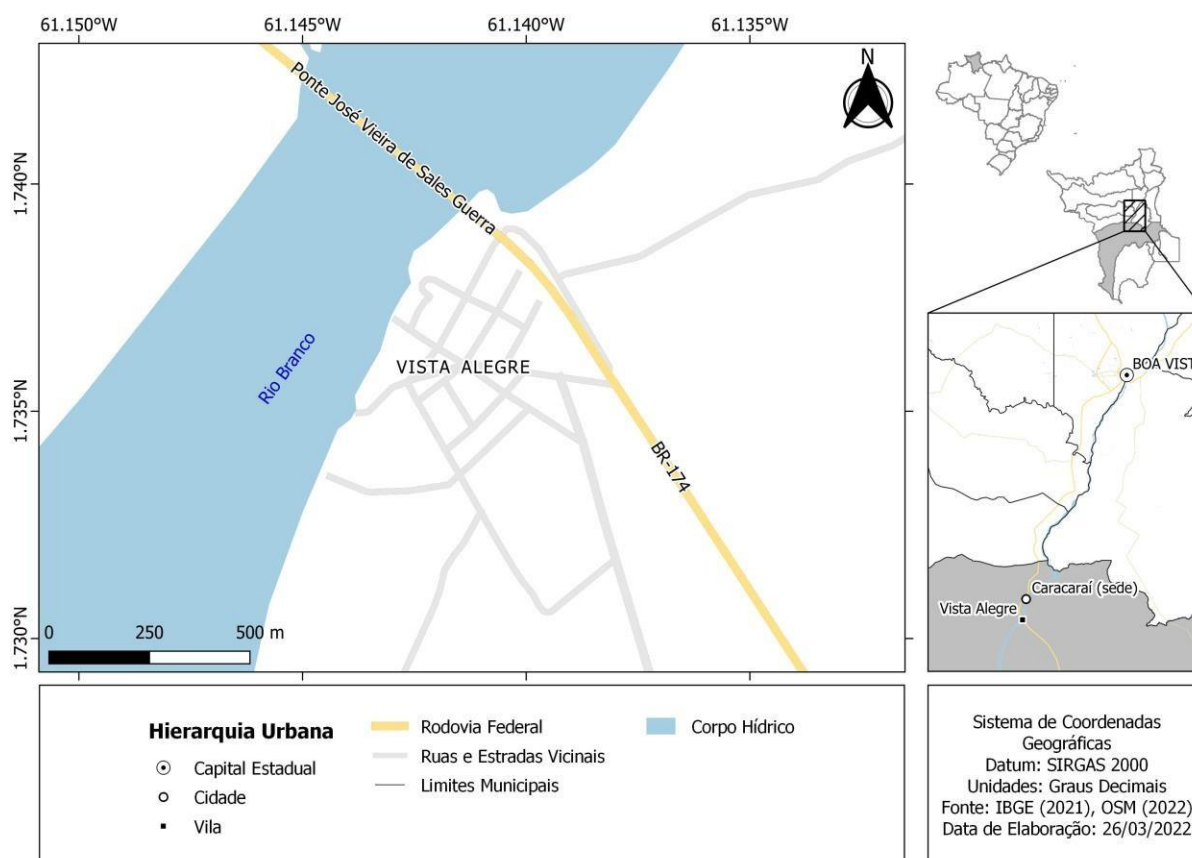 61.150°W
61.145°W
61.140°W
61.135°W
1.740°N
1.735°N
1.730°N
Ponte José Vieira de Sales Guerra
N
Rio Branco
VISTA ALEGRE
BR-174
0 250 500 m
BOA VIST
Caracaraí (sede)
Vista Alegre
Hierarquia Urbana
Capital Estadual
Cidade
Vila
Rodovia Federal
Ruas e Estradas Vicinais
Limites Municipais
Corpo Hídrico
Sistema de Coordenadas
Geográficas
Datum: SIRGAS 2000
Unidades: Graus Decimais
Fonte: IBGE (2021), OSM (2022)
Data de Elaboração: 26/03/2022